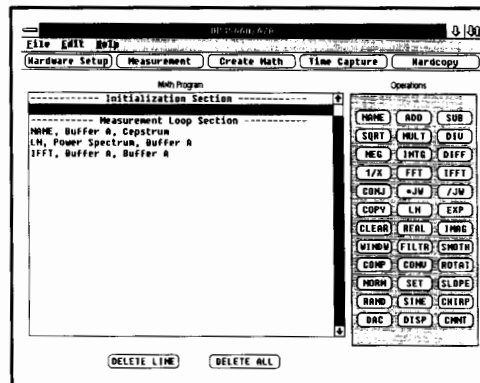 File Edit Help
Hardware Setup Measurement Create Math Time Capture Hardcopy
Math Program
Operations
---------- Initialization Section ----------
---------- Measurement Loop Section ----------
NAME, Buffer A, Cepstrum
LN, Power Spectrum, Buffer A
IFFT, Buffer A, Buffer A
NAME ADD SUB
SQRT MULT DIV
NEG INTG DIFF
1/X FFT IFFT
CONJ *JW /JW
COPY LN EXP
CLEAR REAL IMAG
WINDW FILTR SMOTH
COMP CONV ROTAT
NORM SET SLOPE
RAND SINE CHIRP
DAC DISP CMNT
DELETE LINE DELETE ALL